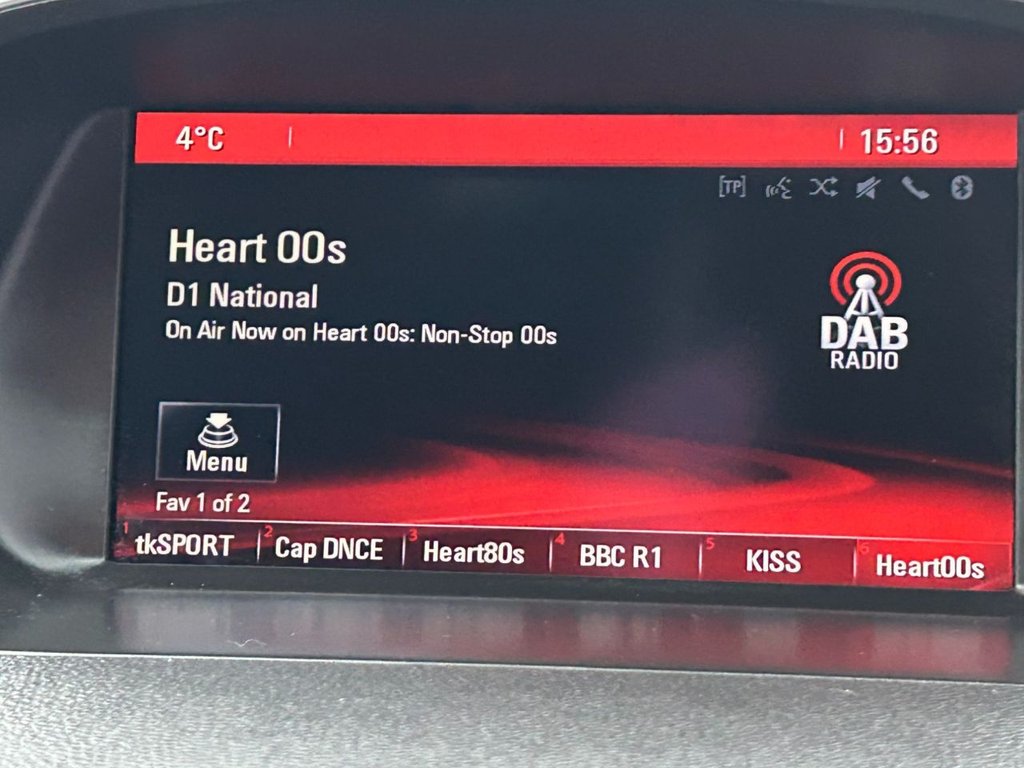 4°C 15:56
[TP]
Heart 00s
D1 National
On Air Now on Heart 00s: Non-Stop 00s
DAB
RADIO
Menu
Fav 1 of 2
1 tkSPORT 2 Cap DNCE 3 Heart80s 4 BBC R1 5 KISS 6 Heart00s